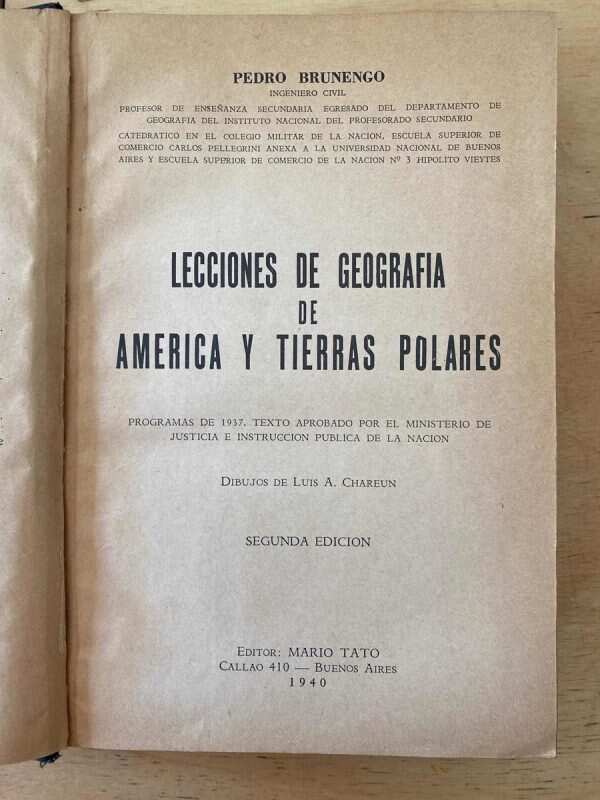 PEDRO BRUNENGO
INGENIERO CIVIL
PROFESOR DE ENSEÑANZA SECUNDARIA EGRESADO DEL DEPARTAMENTO DE
GEOGRAFIA DEL INSTITUTO NACIONAL DEL PROFESORADO SECUNDARIO
CATEDRATICO EN EL COLEGIO MILITAR DE LA NACION, ESCUELA SUPERIOR DE
COMERCIO CARLOS PELLEGRINI ANEXA A LA UNIVERSIDAD NACIONAL DE BUENOS
AIRES Y ESCUELA SUPERIOR DE COMERCIO DE LA NACION Nº 3 HIPOLITO VIEYTES
LECCIONES DE GEOGRAFIA
DE
AMERICA Y TIERRAS POLARES
PROGRAMAS DE 1937. TEXTO APROBADO POR EL MINISTERIO DE
JUSTICIA E INSTRUCCION PUBLICA DE LA NACION
DIBUJOS DE LUIS A. CHAREUN
SEGUNDA EDICION
EDITOR: MARIO TATO
CALLAO 410 — BUENOS AIRES
1940